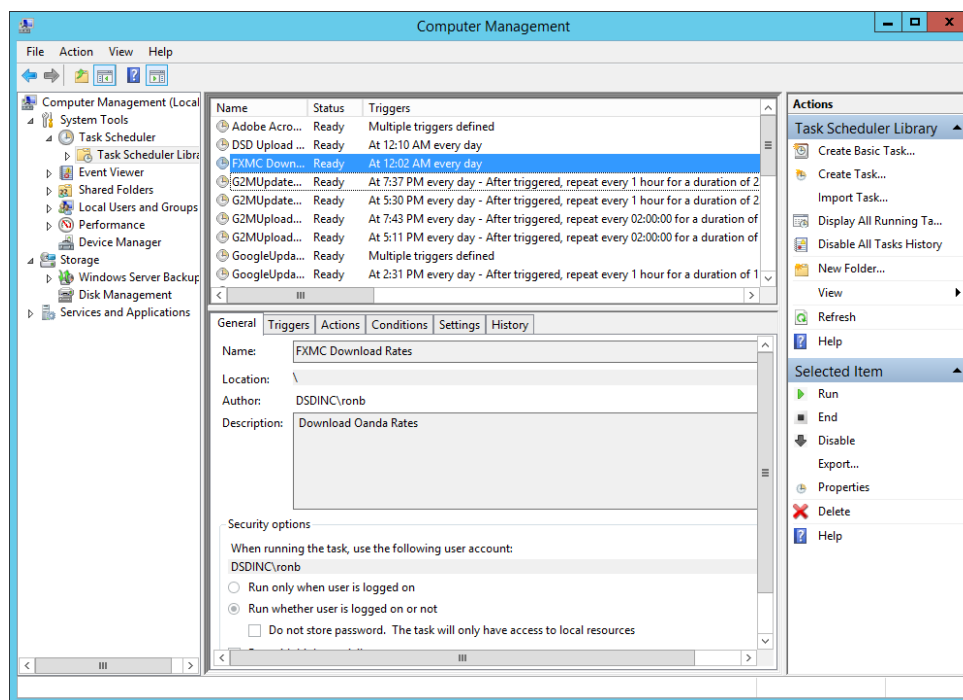 Computer Management
File Action View Help
Computer Management (Local
System Tools
Task Scheduler
Task Scheduler Libra
Event Viewer
Shared Folders
Local Users and Groups
Performance
Device Manager
Storage
Windows Server Backup
Disk Management
Services and Applications
Name Status Triggers
Adobe Acro... Ready Multiple triggers defined
DSD Upload ... Ready At 12:10 AM every day
FXMC Down... Ready At 12:02 AM every day
G2MUpdate... Ready At 7:37 PM every day - After triggered, repeat every 1 hour for a duration of 2
G2MUpdate... Ready At 5:30 PM every day - After triggered, repeat every 1 hour for a duration of 2
G2MUpload... Ready At 7:43 PM every day - After triggered, repeat every 02:00:00 for a duration of
G2MUpload... Ready At 5:11 PM every day - After triggered, repeat every 02:00:00 for a duration of
GoogleUpda... Ready Multiple triggers defined
GoogleUpda... Ready At 2:31 PM every day - After triggered, repeat every 1 hour for a duration of 1
General Triggers Actions Conditions Settings History
Name: FXMC Download Rates
Location: \
Author: DSDINC\ronb
Description: Download Oanda Rates
Security options
When running the task, use the following user account:
DSDINC\ronb
Run only when user is logged on
Run whether user is logged on or not
Do not store password. The task will only have access to local resources
Actions
Task Scheduler Library
Create Basic Task...
Create Task...
Import Task...
Display All Running Ta...
Disable All Tasks History
New Folder...
View
Refresh
Help
Selected Item
Run
End
Disable
Export...
Properties
Delete
Help